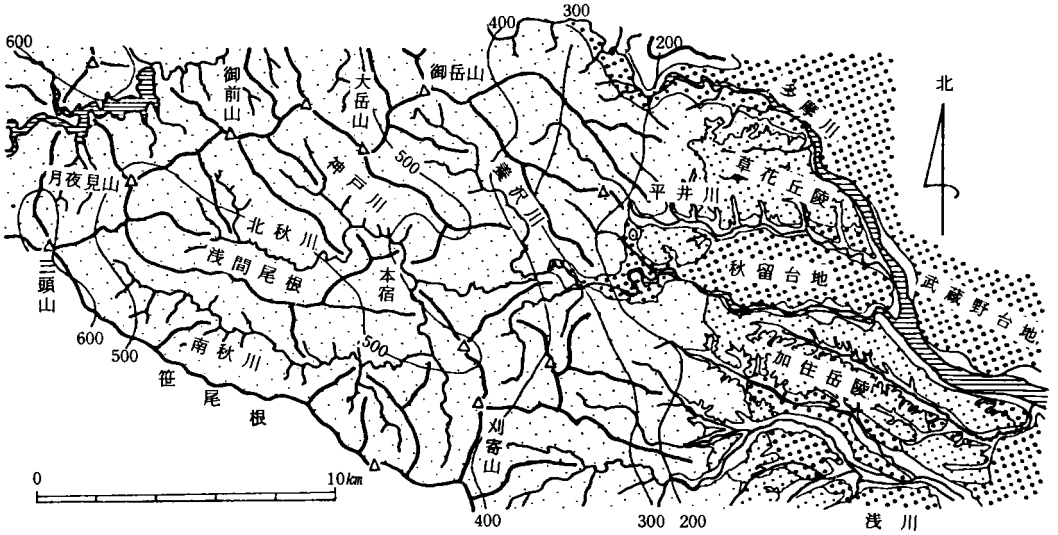 600
400
300
200
御前山
大岳山
御岳山
北
多摩川
月夜見山
神戸川
500
養沢川
平井川
草花丘陵
北秋川
浅間尾根
本宿
秋留台地
武蔵野台地
三頭山
600
500
南秋川
500
笹尾根
加住岳陵
刈寄山
0
10km
400
300
200
浅川